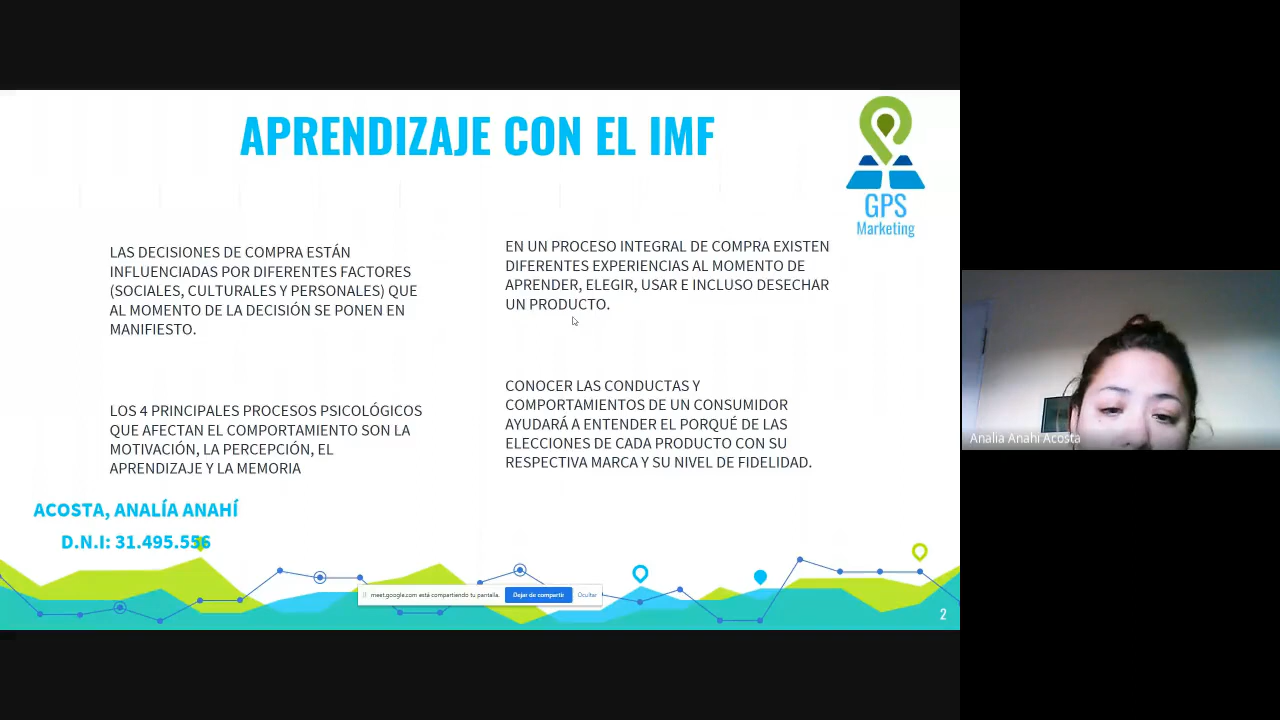 APRENDIZAJE CON EL IMF
GPS
Marketing
LAS DECISIONES DE COMPRA ESTÁN
INFLUENCIADAS POR DIFERENTES FACTORES
(SOCIALES, CULTURALES Y PERSONALES) QUE
AL MOMENTO DE LA DECISIÓN SE PONEN EN
MANIFIESTO.
EN UN PROCESO INTEGRAL DE COMPRA EXISTEN
DIFERENTES EXPERIENCIAS AL MOMENTO DE
APRENDER, ELEGIR, USAR E INCLUSO DESECHAR
UN PRODUCTO.
LOS 4 PRINCIPALES PROCESOS PSICOLÓGICOS
QUE AFECTAN EL COMPORTAMIENTO SON LA
MOTIVACIÓN, LA PERCEPCIÓN, EL
APRENDIZAJE Y LA MEMORIA
CONOCER LAS CONDUCTAS Y
COMPORTAMIENTOS DE UN CONSUMIDOR
AYUDARÁ A ENTENDER EL PORQUÉ DE LAS
ELECCIONES DE CADA PRODUCTO CON SU
RESPECTIVA MARCA Y SU NIVEL DE FIDELIDAD.
ACOSTA, ANALÍA ANAHÍ
D.N.I: 31.495.556
meet.google.com está compartiendo tu pantalla.
Dejar de compartir
Ocultar
2
Analia Anahi Acosta